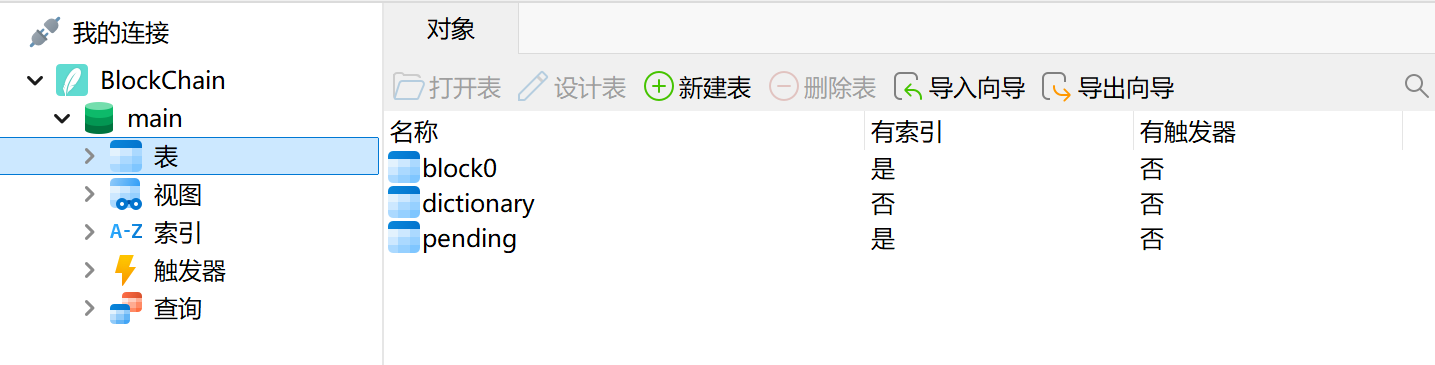 我的连接
BlockChain
main
表
视图
A-Z 索引
触发器
查询
对象
打开表 设计表 新建表 删除表 导入向导 导出向导
名称 有索引 有触发器
block0 是 否
dictionary 否 否
pending 是 否